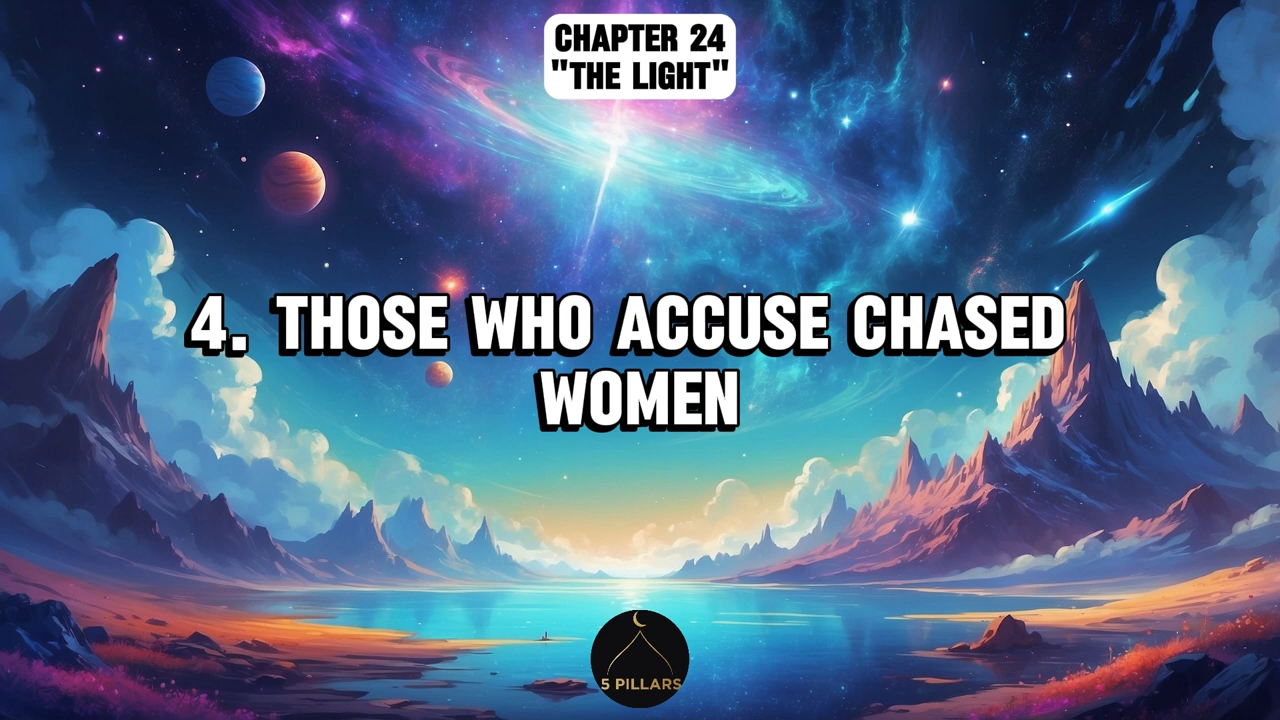 CHAPTER 24
"THE LIGHT"
4. THOSE WHO ACCUSE CHASED
WOMEN
5 PILLARS